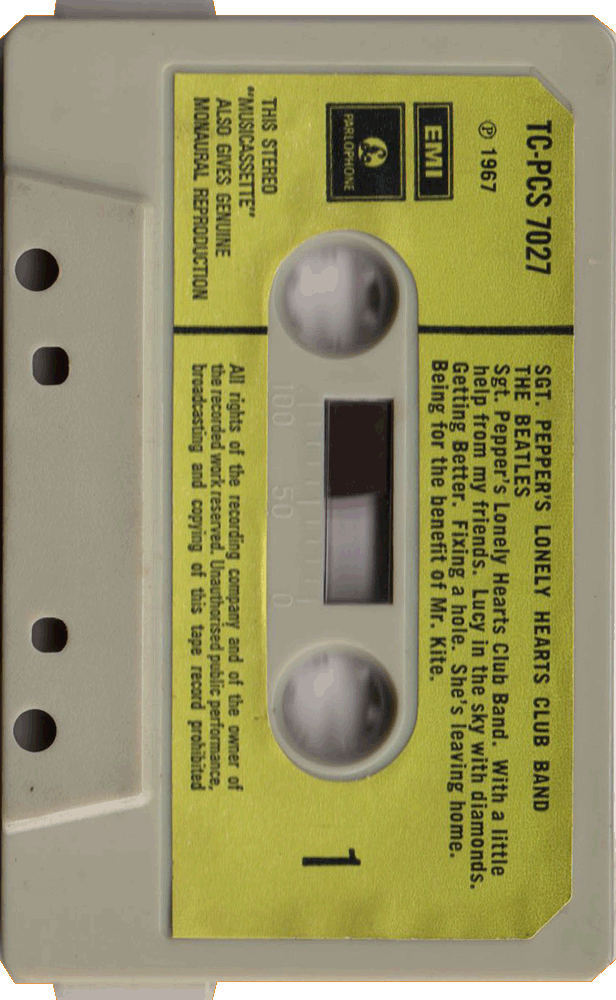 TC-PCS 7027
℗ 1967
EMI
PARLOPHONE
THIS STEREO
"MUSICASSETTE"
ALSO GIVES GENUINE
MONAURAL REPRODUCTION
SGT. PEPPER'S LONELY HEARTS CLUB BAND
THE BEATLES
Sgt. Pepper's Lonely Hearts Club Band. With a little
help from my friends. Lucy in the sky with diamonds.
Getting Better. Fixing a hole. She's leaving home.
Being for the benefit of Mr. Kite.
100 50 0
All rights of the recording company and of the owner of
the recorded work reserved. Unauthorised public performance,
broadcasting and copying of this tape record prohibited
1